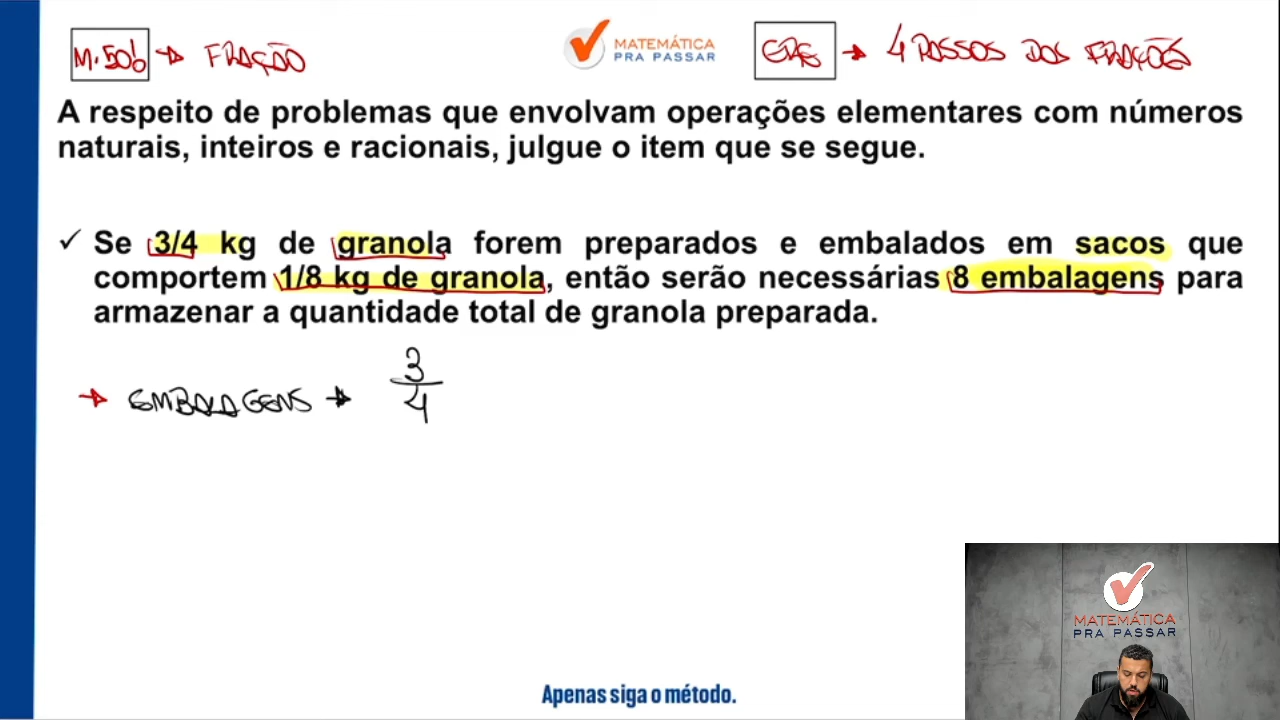 M.50% → FRAÇÃO
MATEMÁTICA
PRA PASSAR
→ 4 PASSOS DOS FRAÇÕES
A respeito de problemas que envolvam operações elementares com números
naturais, inteiros e racionais, julgue o item que se segue.
✓ Se 3/4 kg de granola forem preparados e embalados em sacos que
comportem 1/8 kg de granola, então serão necessárias 8 embalagens para
armazenar a quantidade total de granola preparada.
→ EMBALAGENS → 3/4
MATEMÁTICA
PRA PASSAR
Apenas siga o método.